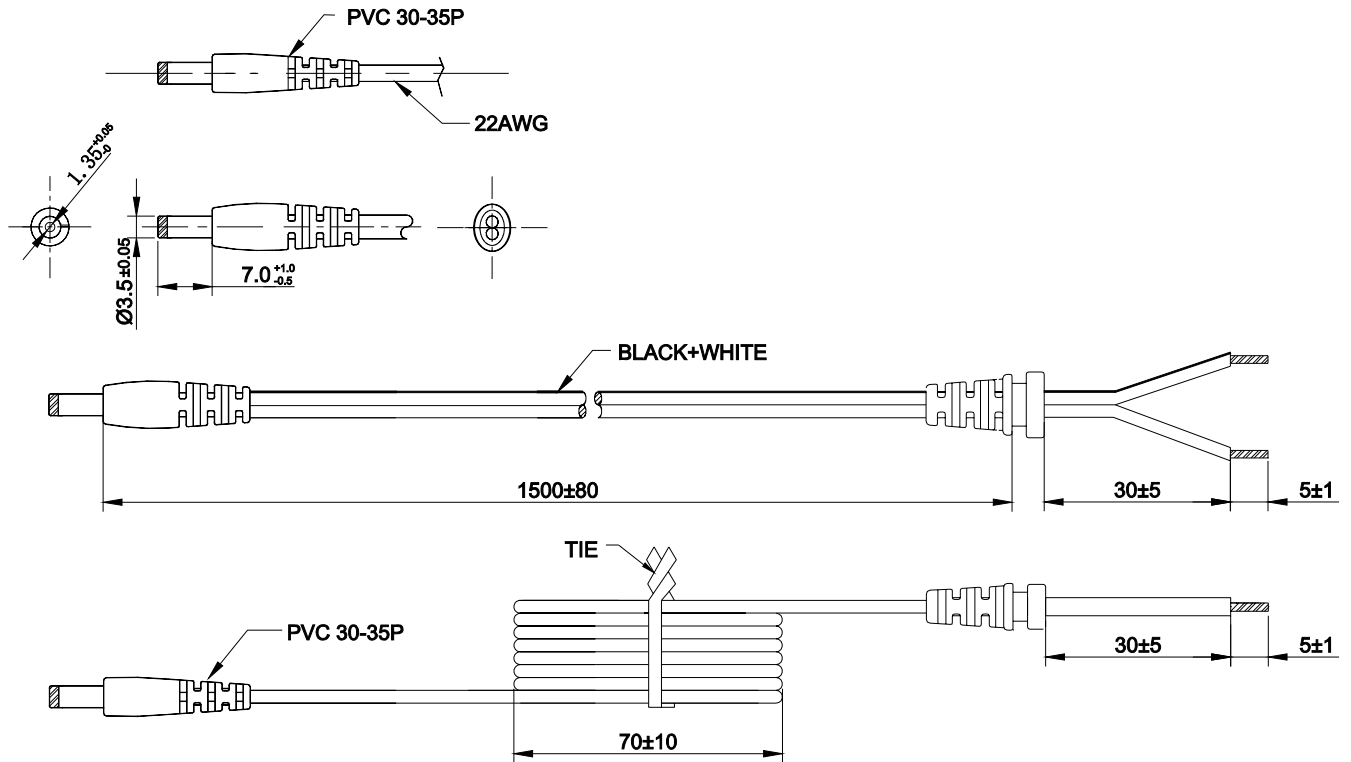 PVC 30-35P
22AWG
1.35 +0.05 -0
Ø3.5±0.05
7.0 +1.0 -0.5
BLACK+WHITE
1500±80
30±5
5±1
TIE
PVC 30-35P
30±5
5±1
70±10